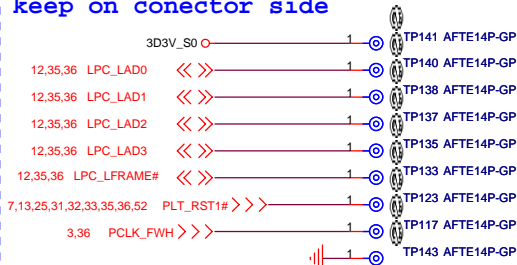 keep on conector side
3D3V_S0 1 TP141 AFTE14P-GP
12,35,36 LPC_LAD0 1 TP140 AFTE14P-GP
12,35,36 LPC_LAD1 1 TP138 AFTE14P-GP
12,35,36 LPC_LAD2 1 TP137 AFTE14P-GP
12,35,36 LPC_LAD3 1 TP135 AFTE14P-GP
12,35,36 LPC_LFRAME# 1 TP133 AFTE14P-GP
7,13,25,31,32,33,35,36,52 PLT_RST1# 1 TP123 AFTE14P-GP
3,36 PCLK_FWH 1 TP117 AFTE14P-GP
1 TP143 AFTE14P-GP